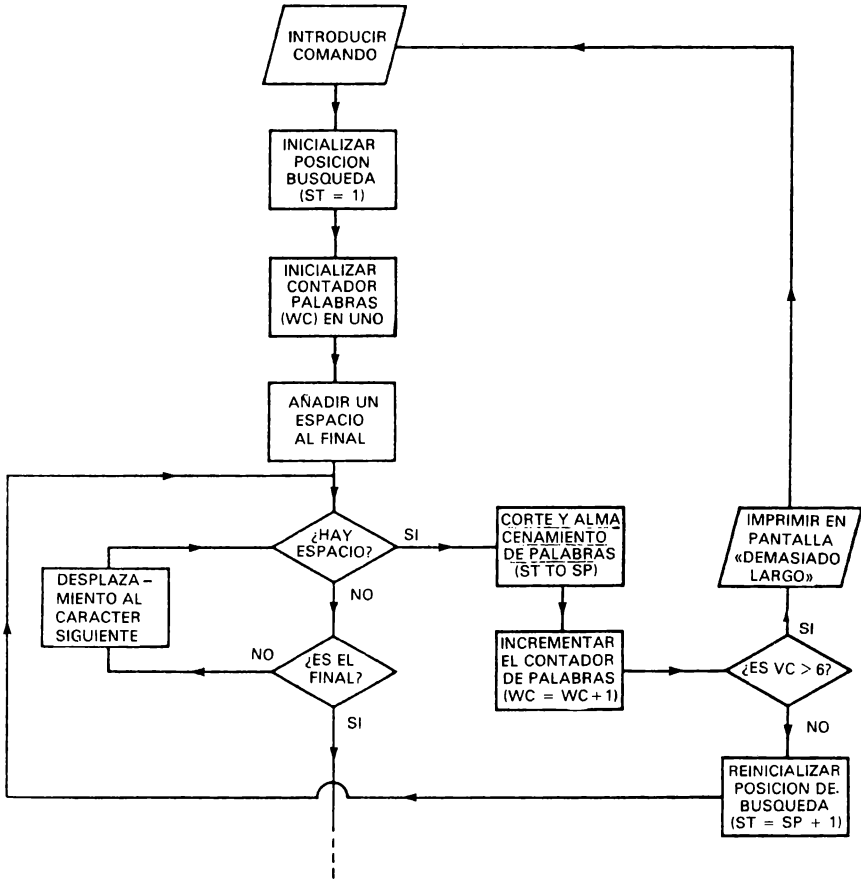 INTRODUCIR
COMANDO
INICIALIZAR
POSICION
BUSQUEDA
(ST = 1)
INICIALIZAR
CONTADOR
PALABRAS
(WC) EN UNO
AÑADIR UN
ESPACIO
AL FINAL
¿HAY
ESPACIO?
SI
NO
CORTE Y ALMA
CENAMIENTO
DE PALABRAS
(ST TO SP)
IMPRIMIR EN
PANTALLA
«DEMASIADO
LARGO»
DESPLAZA–
MIENTO AL
CARACTER
SIGUIENTE
NO
¿ES EL
FINAL?
SI
INCREMENTAR
EL CONTADOR
DE PALABRAS
(WC = WC+1)
SI
¿ES VC > 6?
NO
REINICIALIZAR
POSICION DE.
BUSQUEDA
(ST = SP + 1)